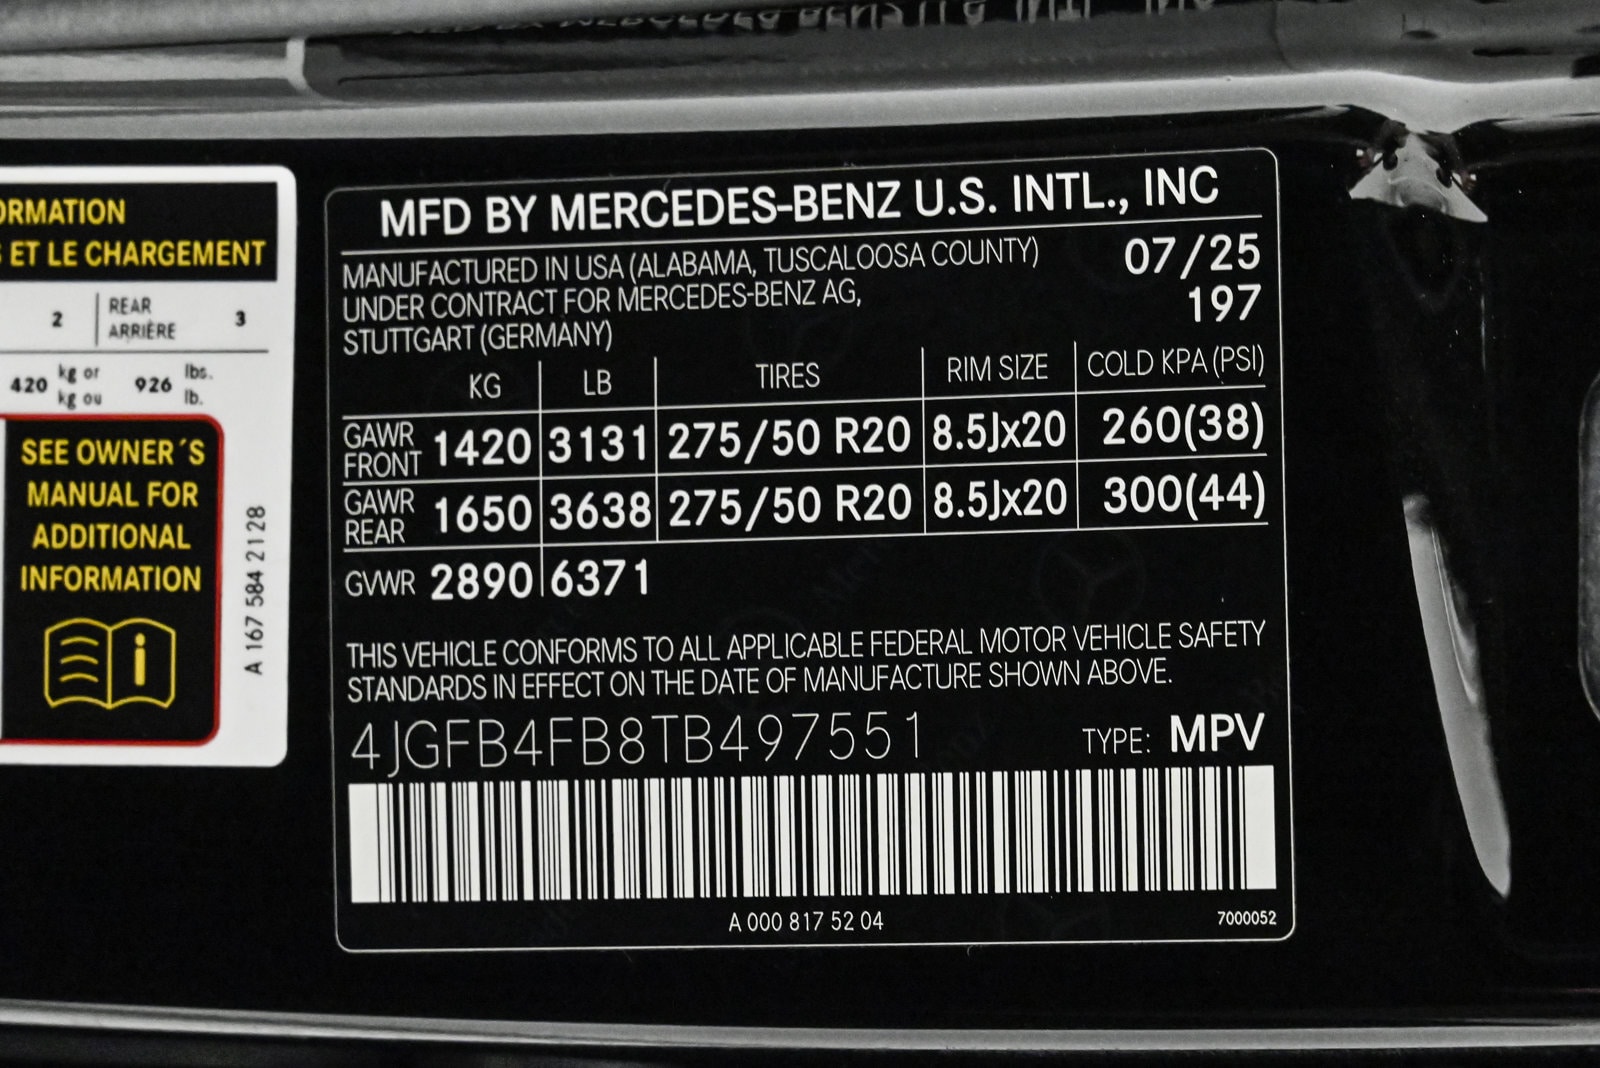 ORMATION
S ET LE CHARGEMENT
2 REAR 3
ARRIÈRE
420 kg or 926 lbs.
kg ou lb.
SEE OWNER´S
MANUAL FOR
ADDITIONAL
INFORMATION
i
A 167 584 21 28
MFD BY MERCEDES-BENZ U.S. INTL., INC
MANUFACTURED IN USA (ALABAMA, TUSCALOOSA COUNTY) 07/25
UNDER CONTRACT FOR MERCEDES-BENZ AG, 197
STUTTGART (GERMANY)
KG LB TIRES RIM SIZE COLD KPA (PSI)
GAWR FRONT 1420 3131 275/50 R20 8.5Jx20 260(38)
GAWR REAR 1650 3638 275/50 R20 8.5Jx20 300(44)
GVWR 2890 6371
THIS VEHICLE CONFORMS TO ALL APPLICABLE FEDERAL MOTOR VEHICLE SAFETY
STANDARDS IN EFFECT ON THE DATE OF MANUFACTURE SHOWN ABOVE.
4JGFB4FB8TB497551 TYPE: MPV
A 000 817 52 04 7000052